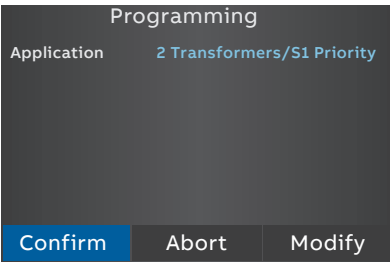 Programming
Application 2 Transformers/S1 Priority
Confirm Abort Modify